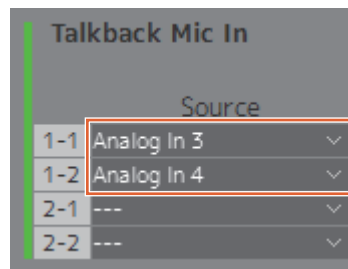 Talkback Mic In
Source
1-1 Analog In 3
1-2 Analog In 4
2-1 ---
2-2 ---